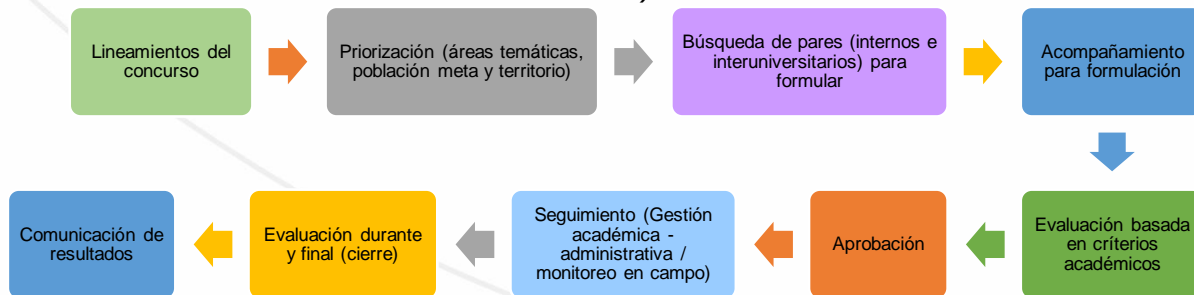 Lineamientos del
concurso
Priorización (áreas temáticas,
población meta y territorio)
Búsqueda de pares (internos e
interuniversitarios) para
formular
Acompañamiento
para formulación
Evaluación basada
en críterios
académicos
Aprobación
Seguimiento (Gestión
académica -
administrativa /
monitoreo en campo)
Evaluación durante
y final (cierre)
Comunicación de
resultados